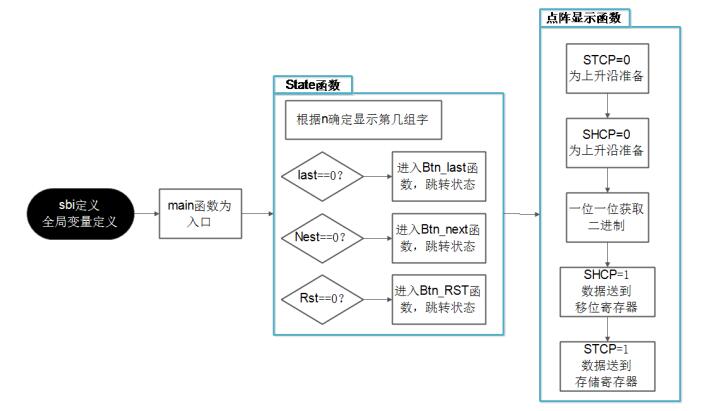 sbi定义
全局变量定义
main函数为
入口
State函数
根据n确定显示第几组字
last==0?
进入Btn_last函
数，跳转状态
Nest==0?
进入Btn_next函
数，跳转状态
Rst==0?
进入Btn_RST函
数，跳转状态
点阵显示函数
STCP=0
为上升沿准备
SHCP=0
为上升沿准备
一位一位获取
二进制
SHCP=1
数据送到
移位寄存器
STCP=1
数据送到
存储寄存器